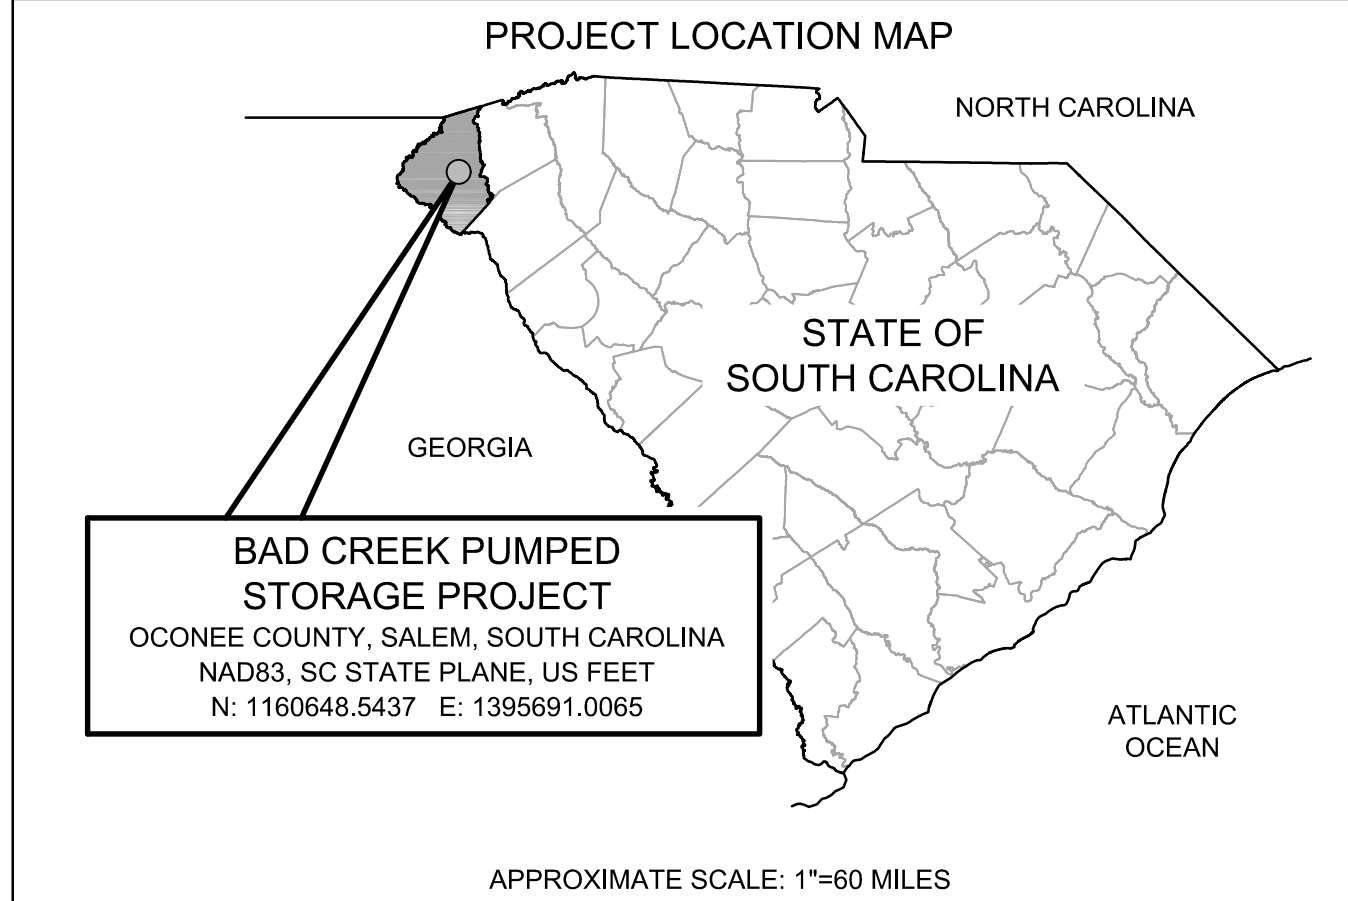 PROJECT LOCATION MAP
NORTH CAROLINA
STATE OF
SOUTH CAROLINA
GEORGIA
BAD CREEK PUMPED
STORAGE PROJECT
OCONEE COUNTY, SALEM, SOUTH CAROLINA
NAD83, SC STATE PLANE, US FEET
N: 1160648.5437 E: 1395691.0065
ATLANTIC
OCEAN
APPROXIMATE SCALE: 1"=60 MILES